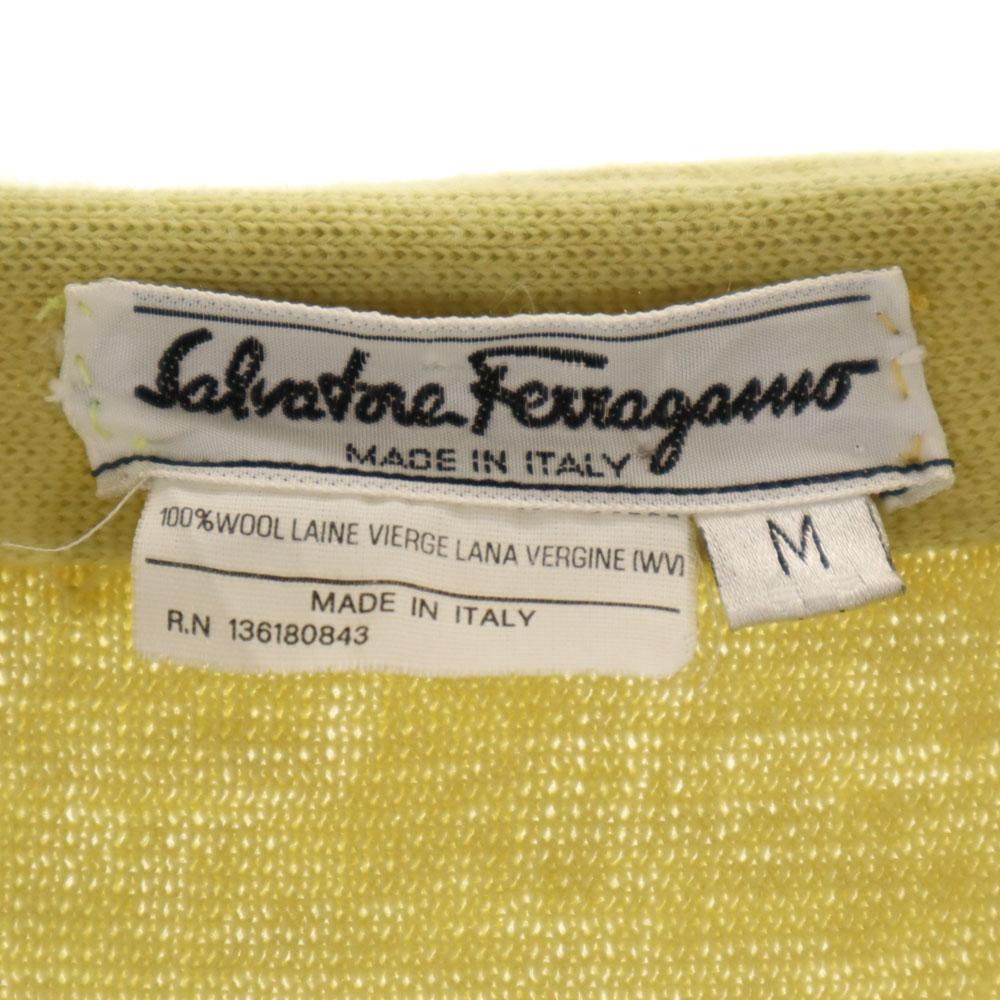 Salvatore Ferragamo
MADE IN ITALY
100%WOOL LAINE VIERGE LANA VERGINE (WV)
MADE IN ITALY
R.N 136180843
M